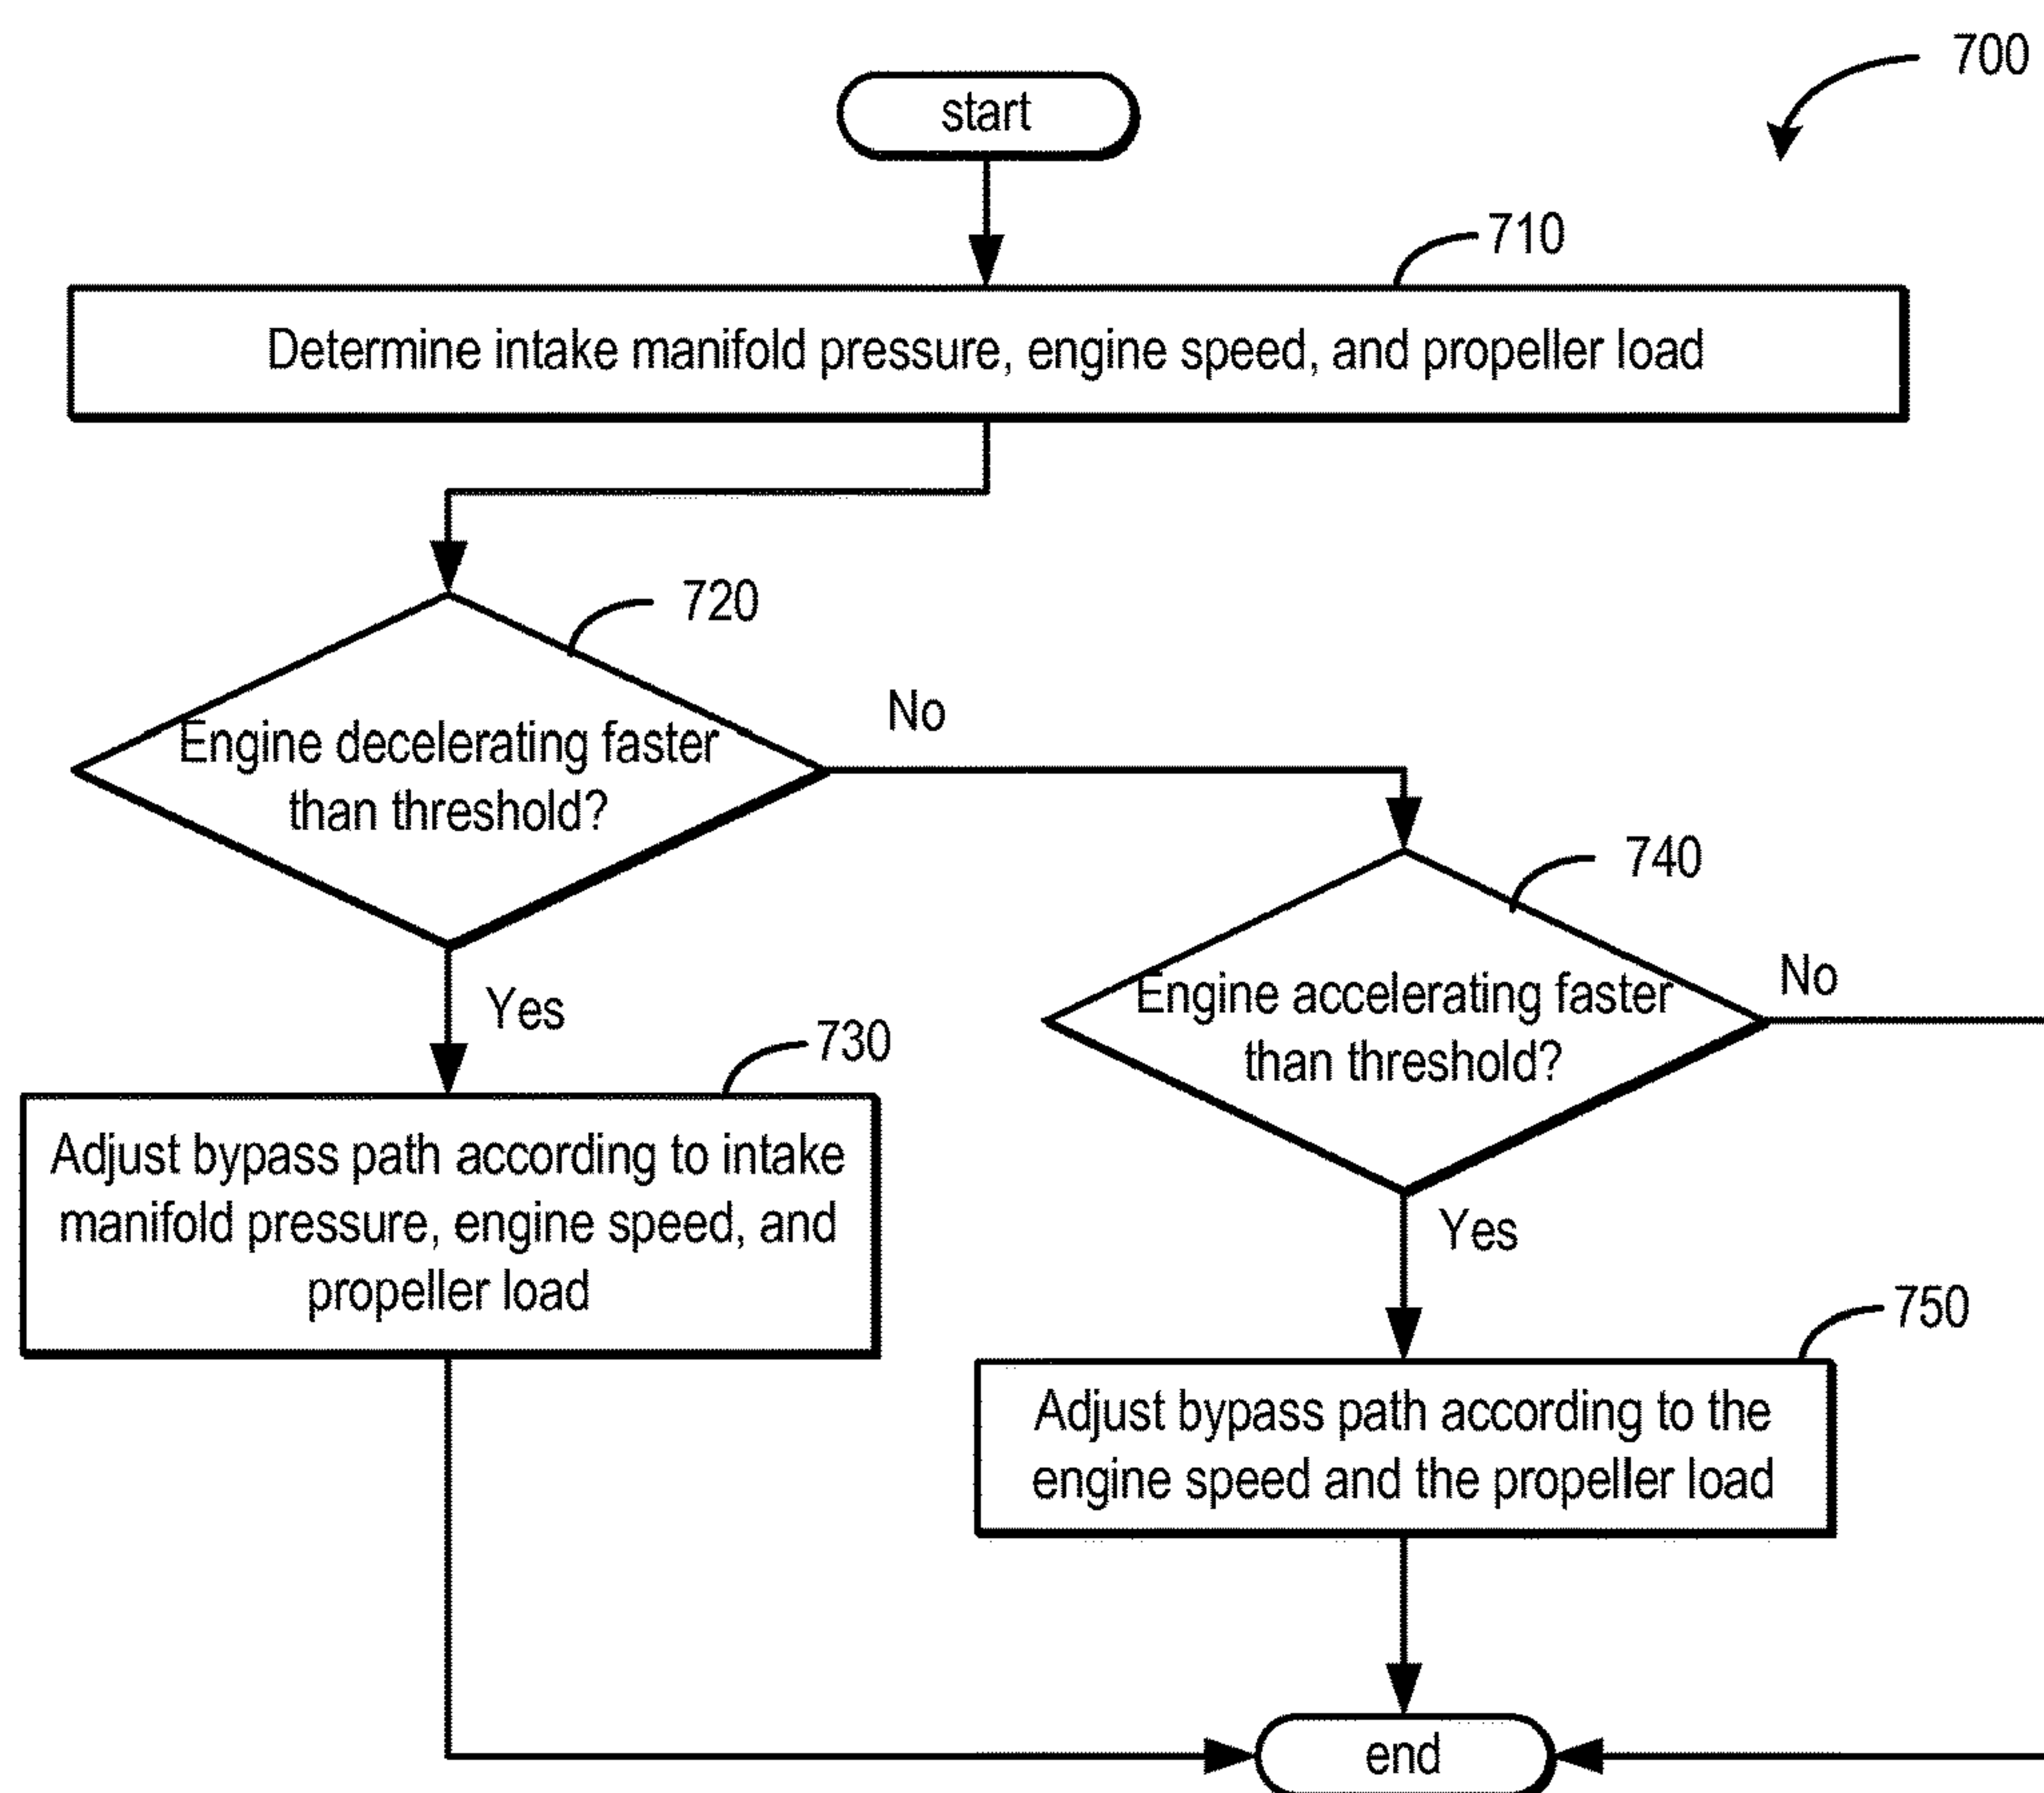 700
start
710
Determine intake manifold pressure, engine speed, and propeller load
720
Engine decelerating faster
than threshold?
No
740
Engine accelerating faster
than threshold?
No
Yes
730
Adjust bypass path according to intake
manifold pressure, engine speed, and
propeller load
Yes
750
Adjust bypass path according to the
engine speed and the propeller load
end